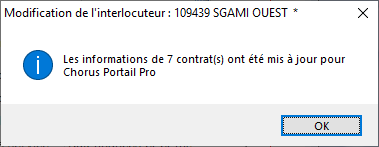 Modification de l'interlocuteur : 109439 SGAMI OUEST *
Les informations de 7 contrat(s) ont été mis à jour pour
Chorus Portail Pro
OK